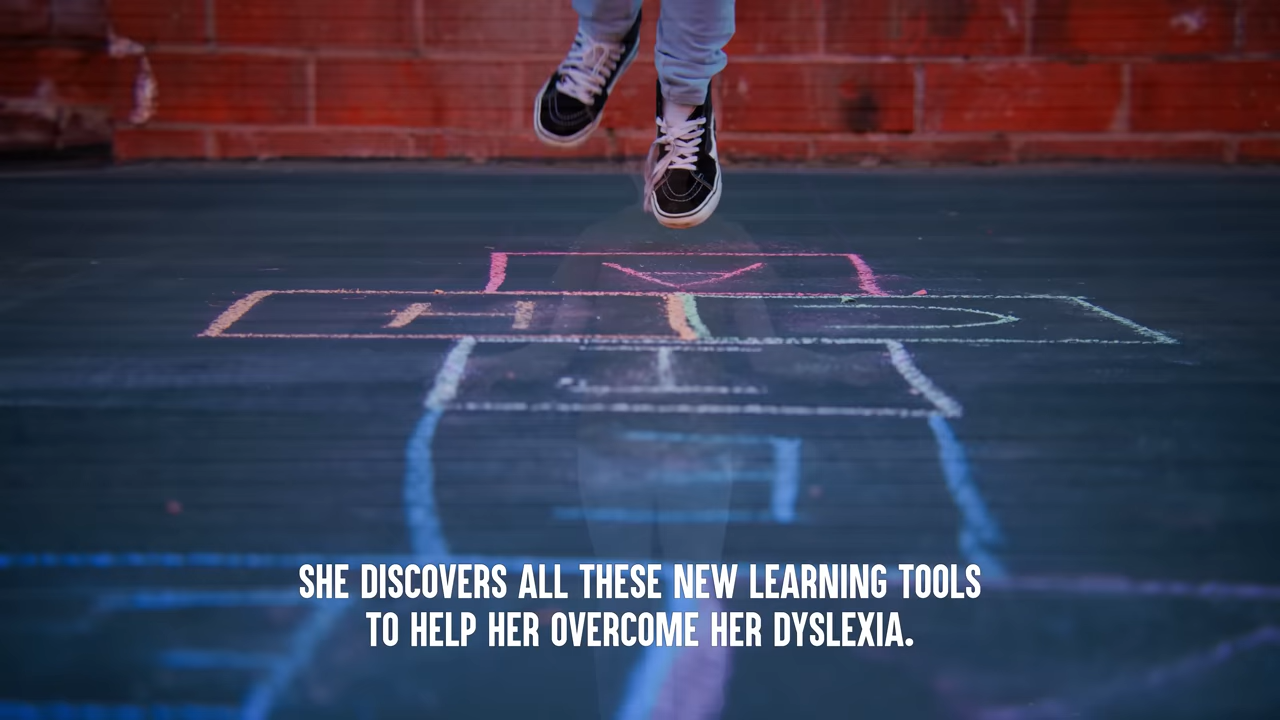 SHE DISCOVERS ALL THESE NEW LEARNING TOOLS
TO HELP HER OVERCOME HER DYSLEXIA.